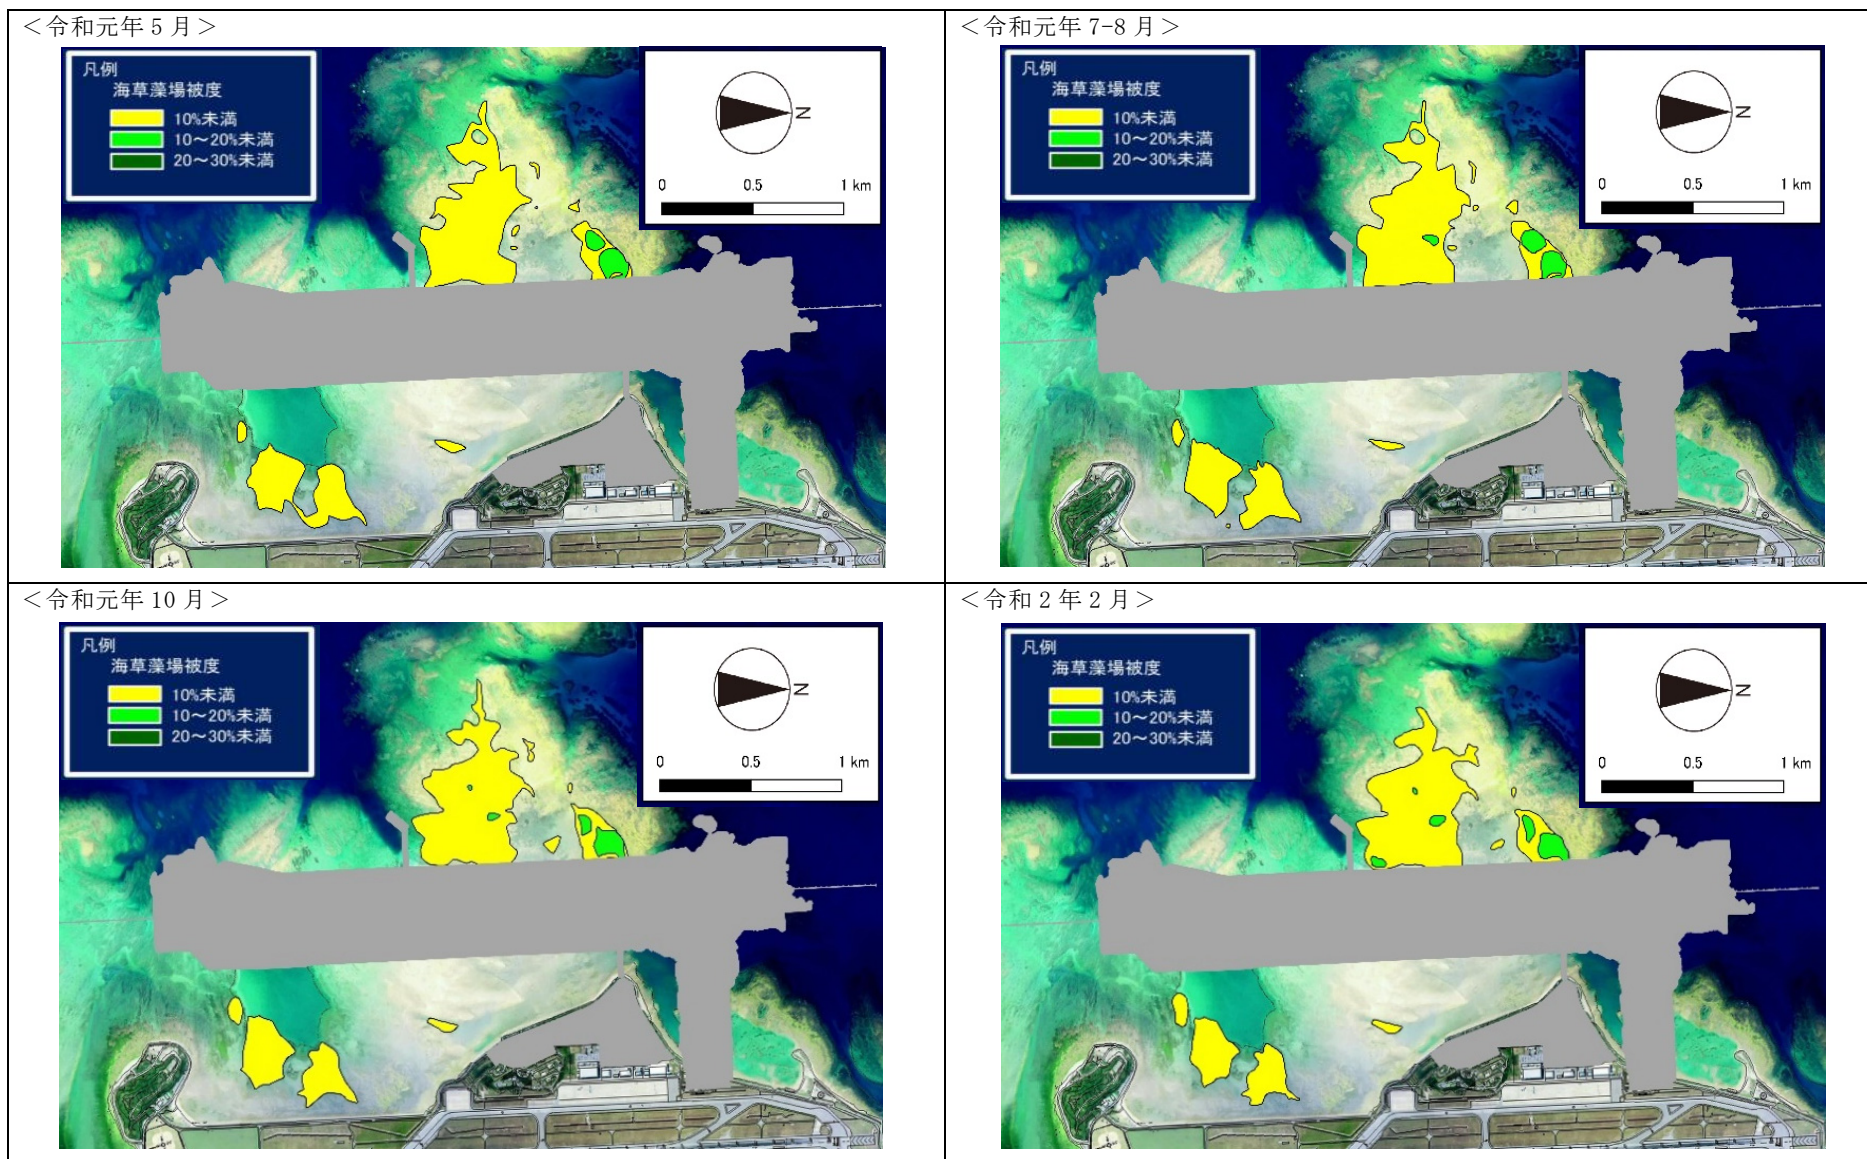 ＜令和元年 5 月＞
凡例
海草藻場被度
10%未満
10～20%未満
20～30%未満
N
0 0.5 1 km
＜令和元年 7-8 月＞
凡例
海草藻場被度
10%未満
10～20%未満
20～30%未満
N
0 0.5 1 km
＜令和元年 10 月＞
凡例
海草藻場被度
10%未満
10～20%未満
20～30%未満
N
0 0.5 1 km
＜令和 2 年 2 月＞
凡例
海草藻場被度
10%未満
10～20%未満
20～30%未満
N
0 0.5 1 km